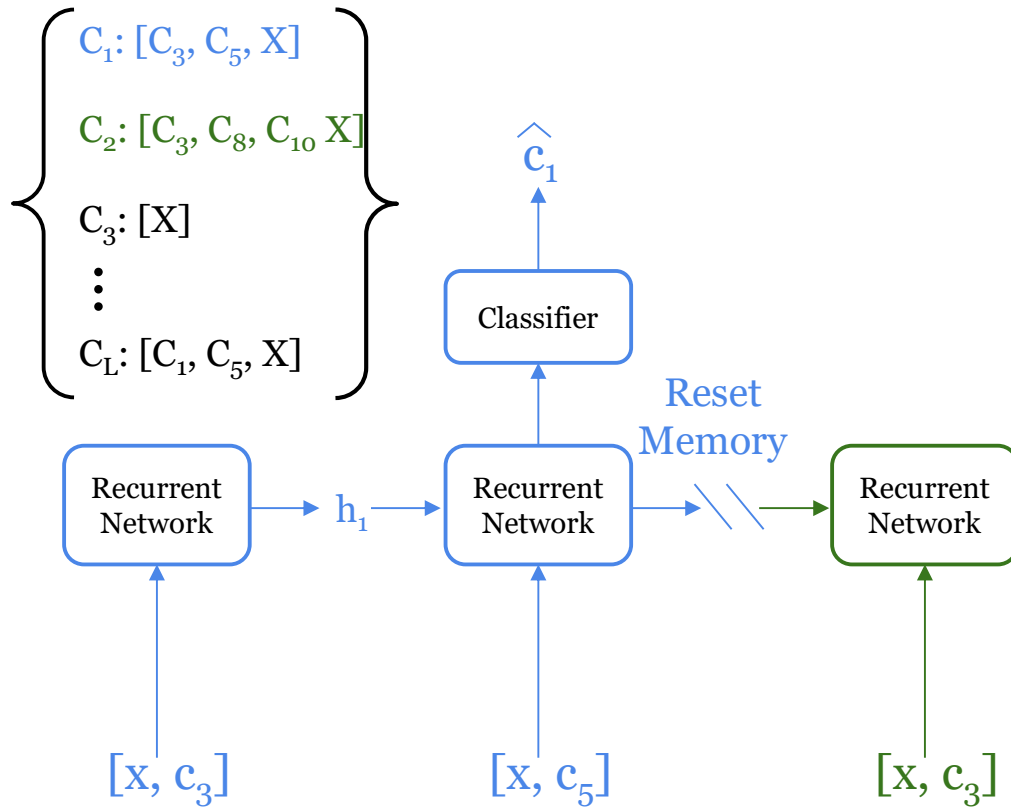 C₁: [C₃, C₅, X]
C₂: [C₃, C₈, C₁₀ X]
C₃: [X]
⋮
C_L: [C₁, C₅, X]
ĉ₁
Classifier
Reset
Memory
Recurrent
Network
h₁
Recurrent
Network
Recurrent
Network
[x, c₃]
[x, c₅]
[x, c₃]